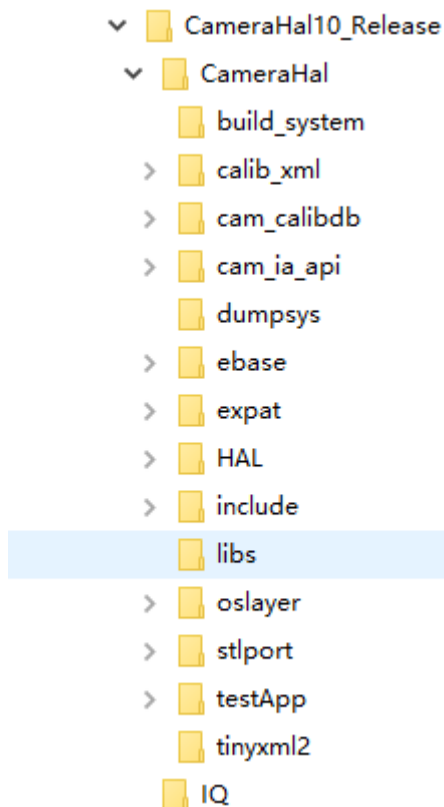 CameraHal10_Release
CameraHal
build_system
calib_xml
cam_calibdb
cam_ia_api
dumpsys
ebase
expat
HAL
include
libs
oslayer
stlport
testApp
tinyxml2
IQ